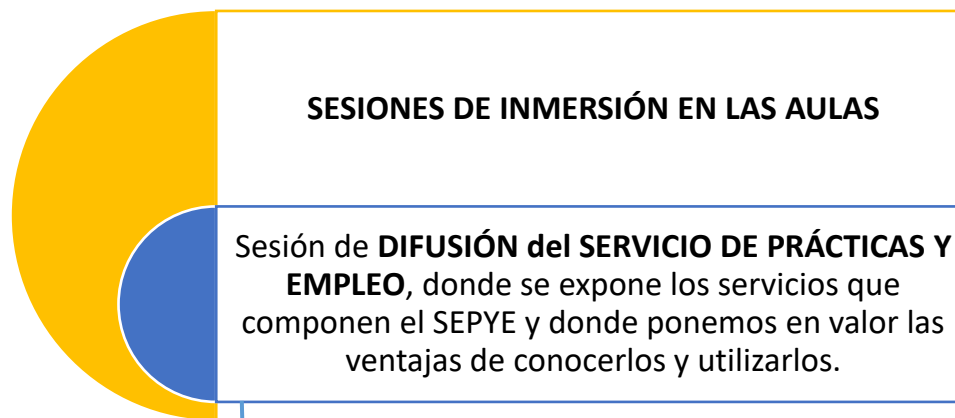 SESIONES DE INMERSIÓN EN LAS AULAS
Sesión de DIFUSIÓN del SERVICIO DE PRÁCTICAS Y
EMPLEO, donde se expone los servicios que
componen el SEPYE y donde ponemos en valor las
ventajas de conocerlos y utilizarlos.